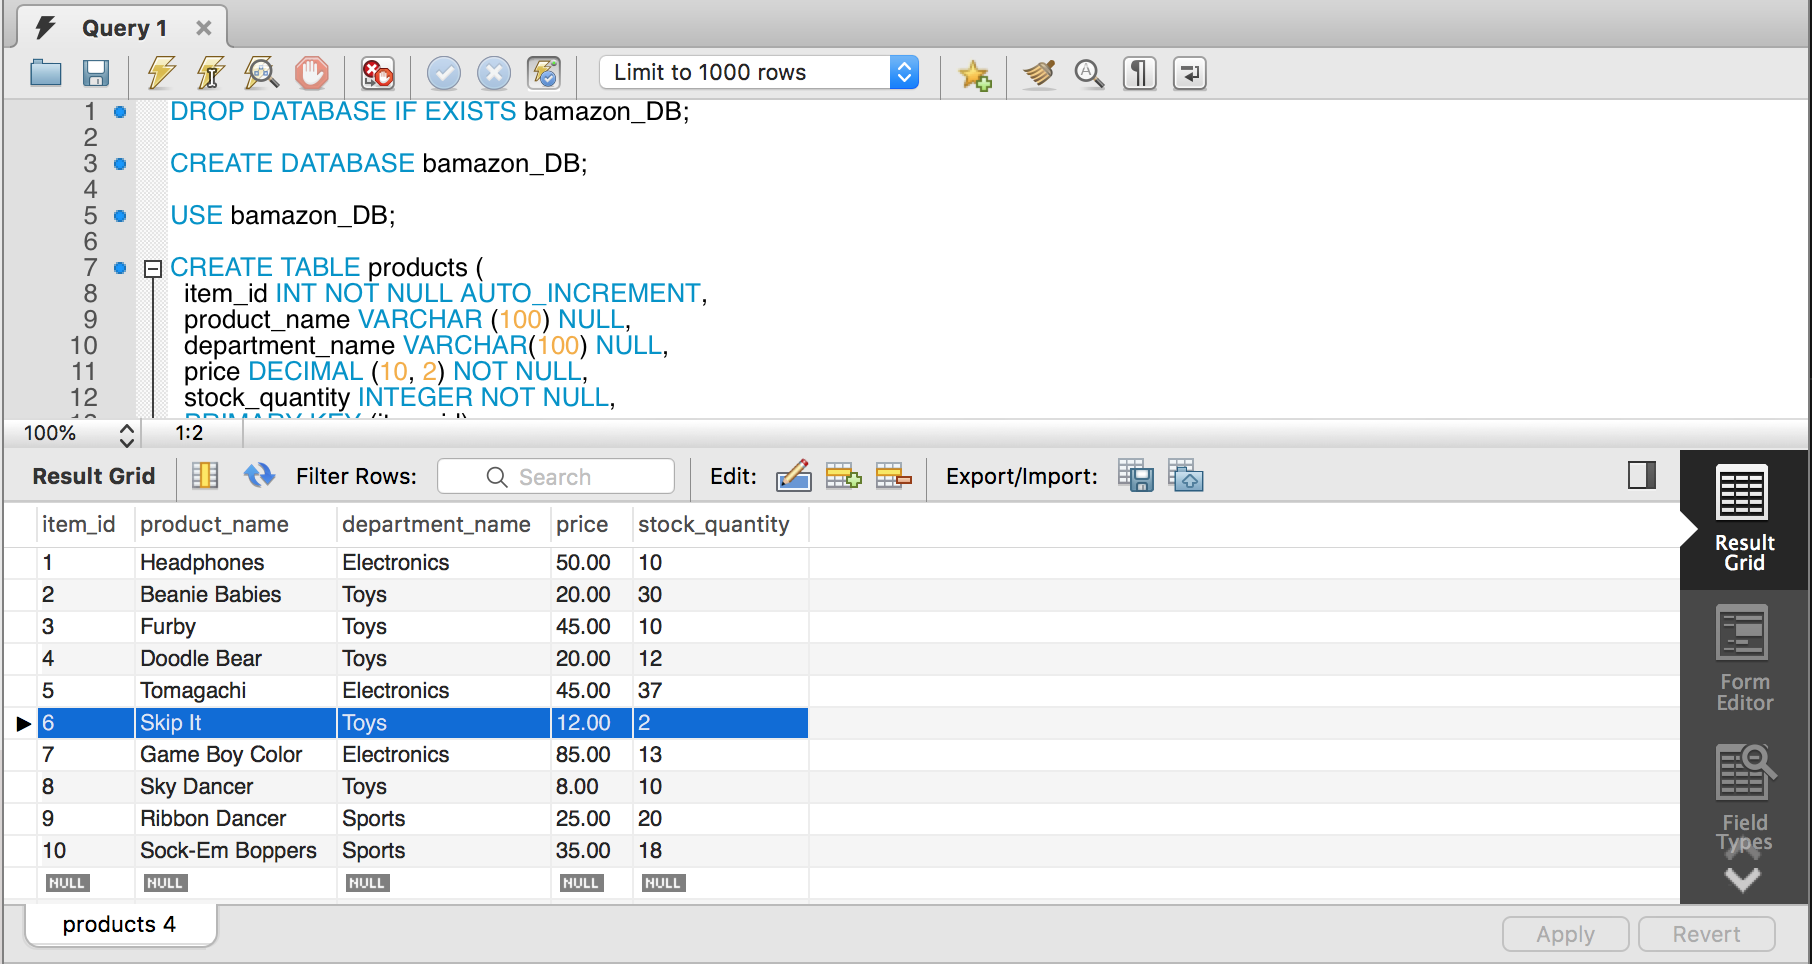 Query 1
Limit to 1000 rows
1 DROP DATABASE IF EXISTS bamazon_DB;
2
3 CREATE DATABASE bamazon_DB;
4
5 USE bamazon_DB;
6
7 CREATE TABLE products (
8 item_id INT NOT NULL AUTO_INCREMENT,
9 product_name VARCHAR (100) NULL,
10 department_name VARCHAR(100) NULL,
11 price DECIMAL (10, 2) NOT NULL,
12 stock_quantity INTEGER NOT NULL,
13 PRIMARY KEY (item_id)
100% 1:2
Result Grid Filter Rows: Search Edit: Export/Import:
item_id product_name department_name price stock_quantity
1 Headphones Electronics 50.00 10
2 Beanie Babies Toys 20.00 30
3 Furby Toys 45.00 10
4 Doodle Bear Toys 20.00 12
5 Tomagachi Electronics 45.00 37
6 Skip It Toys 12.00 2
7 Game Boy Color Electronics 85.00 13
8 Sky Dancer Toys 8.00 10
9 Ribbon Dancer Sports 25.00 20
10 Sock-Em Boppers Sports 35.00 18
NULL NULL NULL NULL NULL
Result
Grid
Form
Editor
Field
Types
products 4
Apply Revert